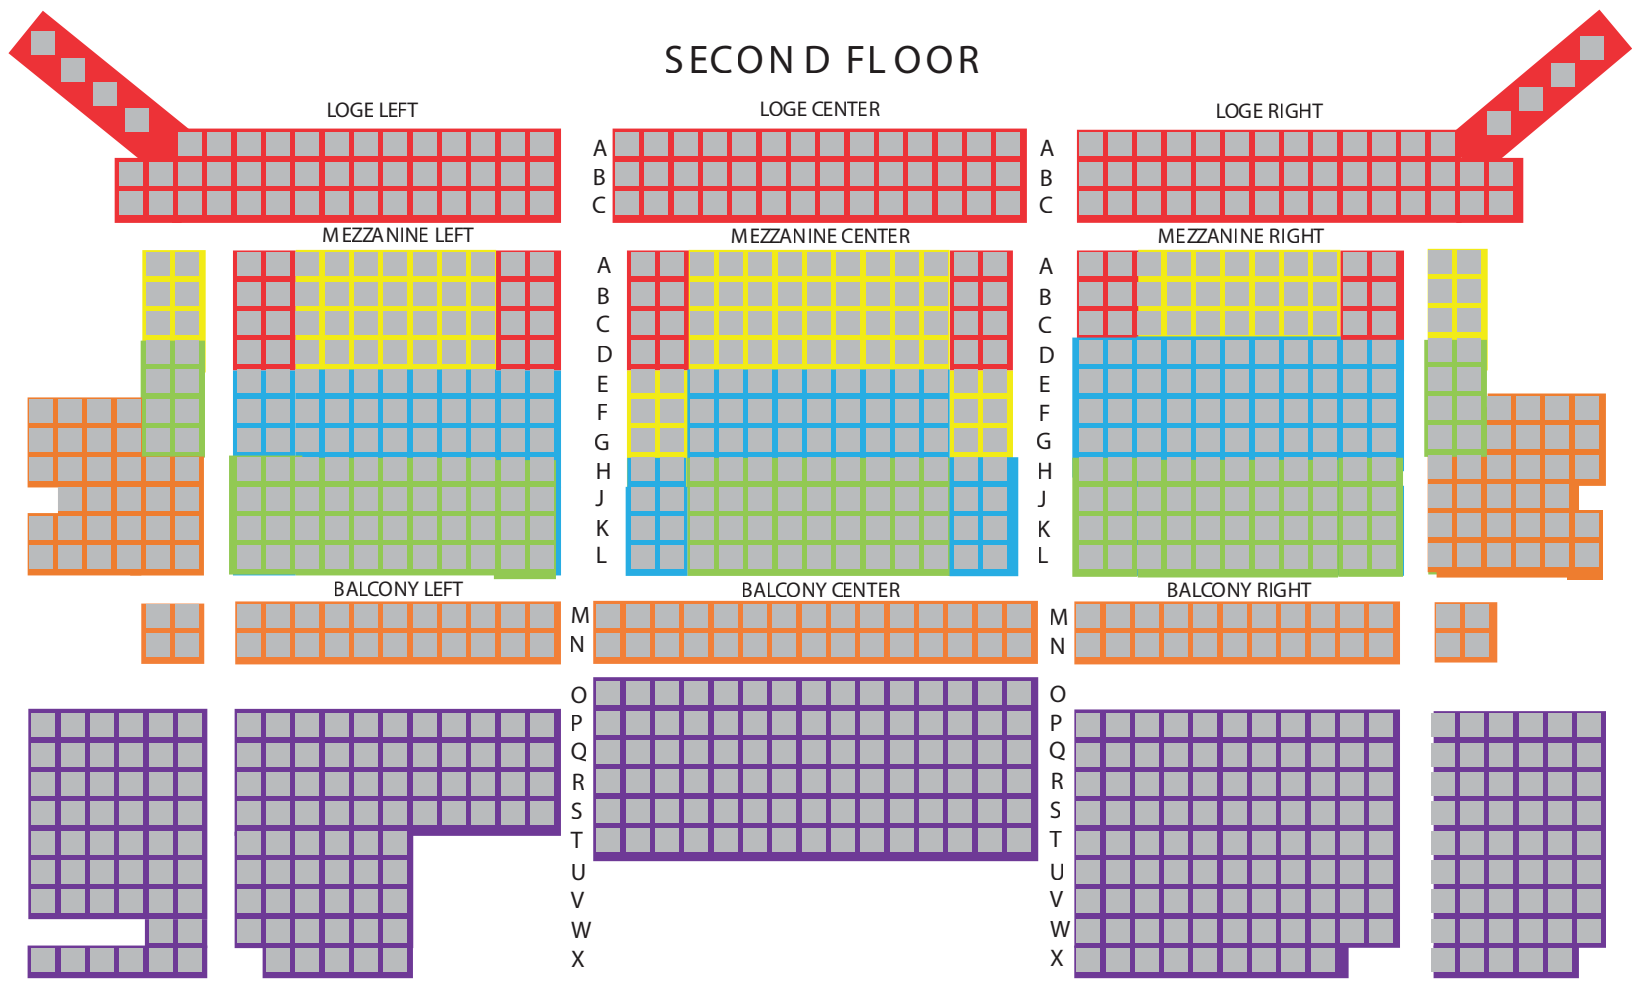 SECOND FLOOR
LOGE LEFT
LOGE CENTER
LOGE RIGHT
A A
B B
C C
MEZZANINE LEFT
MEZZANINE CENTER
MEZZANINE RIGHT
A A
B B
C C
D D
E E
F F
G G
H H
J J
K K
L L
BALCONY LEFT
BALCONY CENTER
BALCONY RIGHT
M M
N N
O O
P P
Q Q
R R
S S
T T
U U
V V
W W
X X